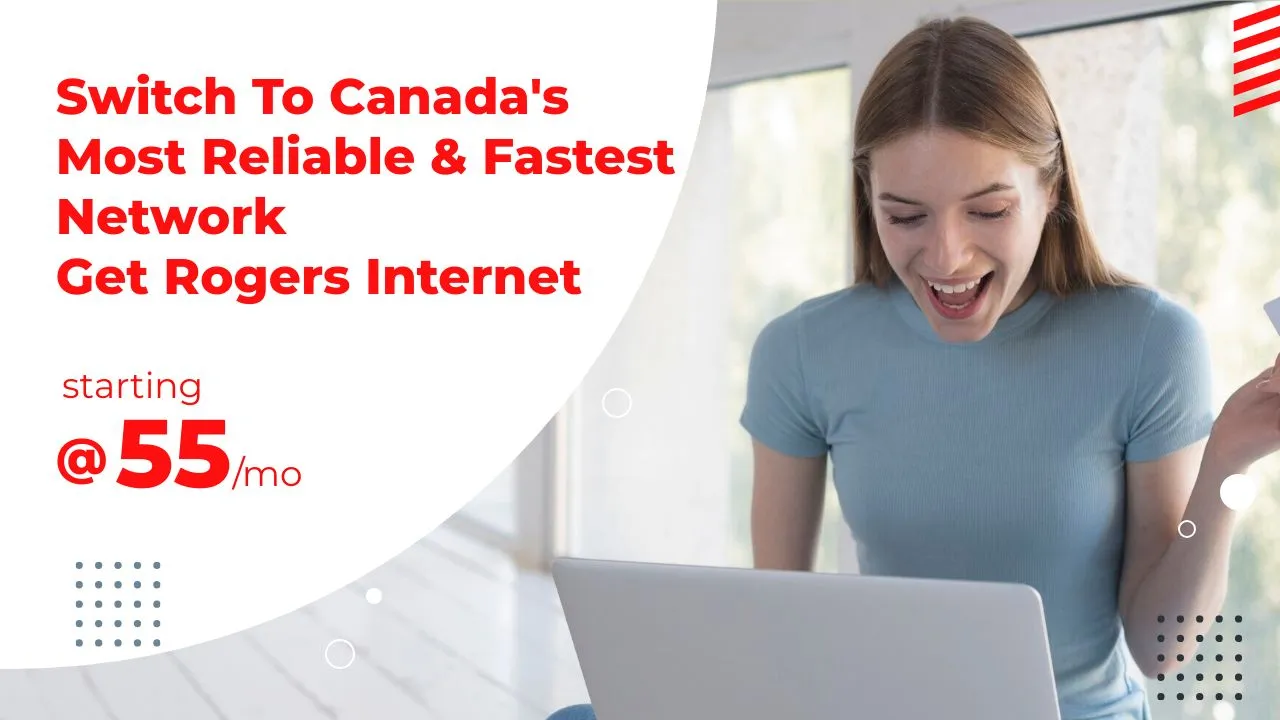 Switch To Canada's
Most Reliable & Fastest
Network
Get Rogers Internet
starting
@ 55/mo